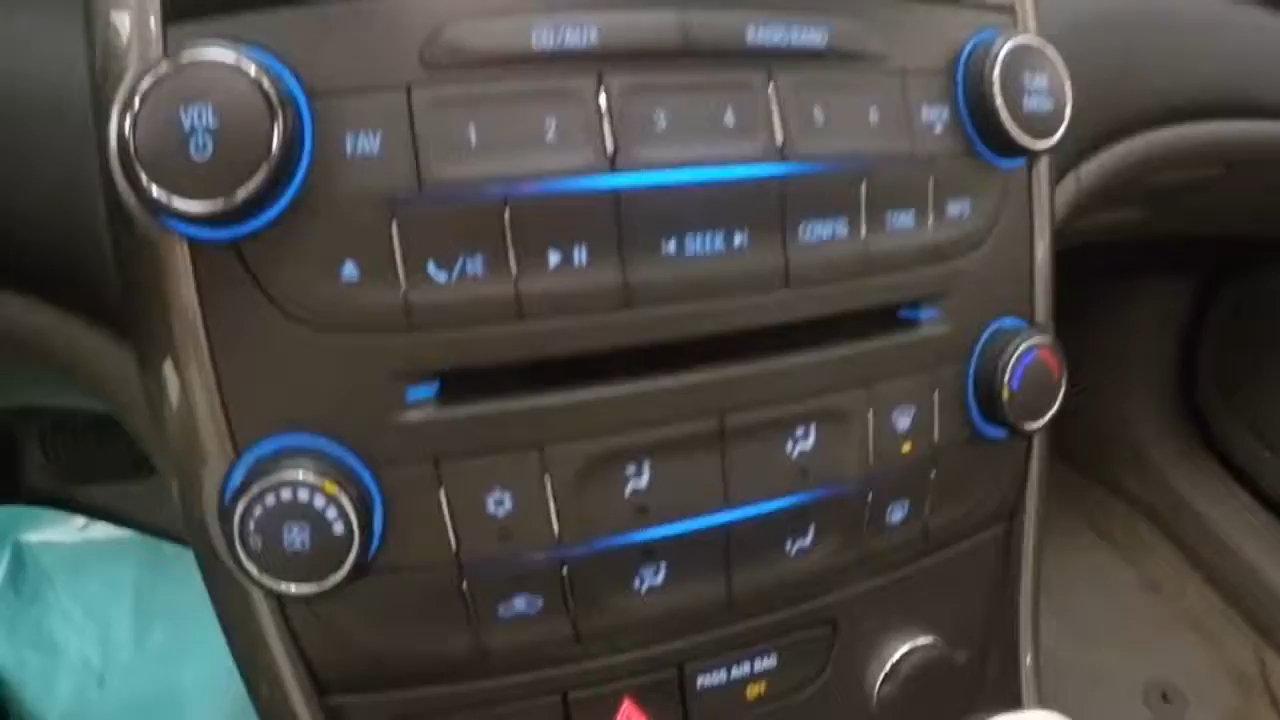 CD/AUX
RADIO/BAND
VOL
FAV
1 2 3 4 5 6
SEEK
CONFIG
TONE
INFO
PASS AIR BAG
OFF